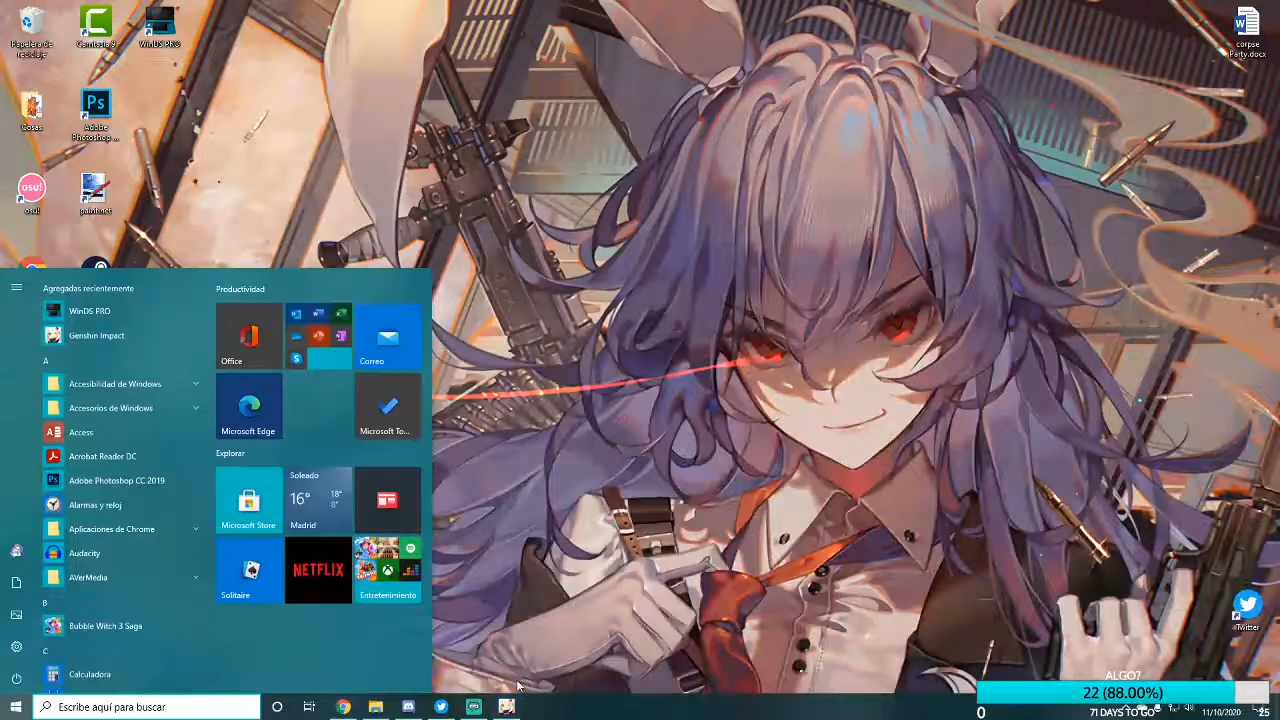 Papelera de
reciclaje
Camtasia 9
WinDS PRO
corpse
Party.docx
Cosas
Ps
Adobe
Photoshop ...
osu!
osu!
paint.net
Agregadas recientemente
WinDS PRO
Genshin Impact
A
Accesibilidad de Windows
Accesorios de Windows
Access
Acrobat Reader DC
Ps
Adobe Photoshop CC 2019
Alarmas y reloj
Aplicaciones de Chrome
Audacity
AVerMedia
B
Bubble Witch 3 Saga
C
Calculadora
Productividad
Office
Correo
Microsoft Edge
Microsoft To...
Explorar
Microsoft Store
Soleado
16°
18°
8°
Madrid
Solitaire
NETFLIX
Entretenimiento
Twitter
ALGO?
22 (88.00%)
0
71 DAYS TO GO
25
11/10/2020
Escribe aquí para buscar